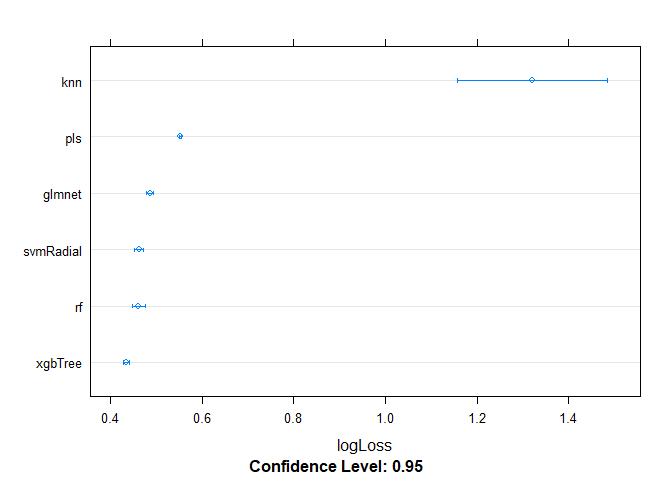 knn
pls
glmnet
svmRadial
rf
xgbTree
0.4 0.6 0.8 1.0 1.2 1.4
logLoss
Confidence Level: 0.95